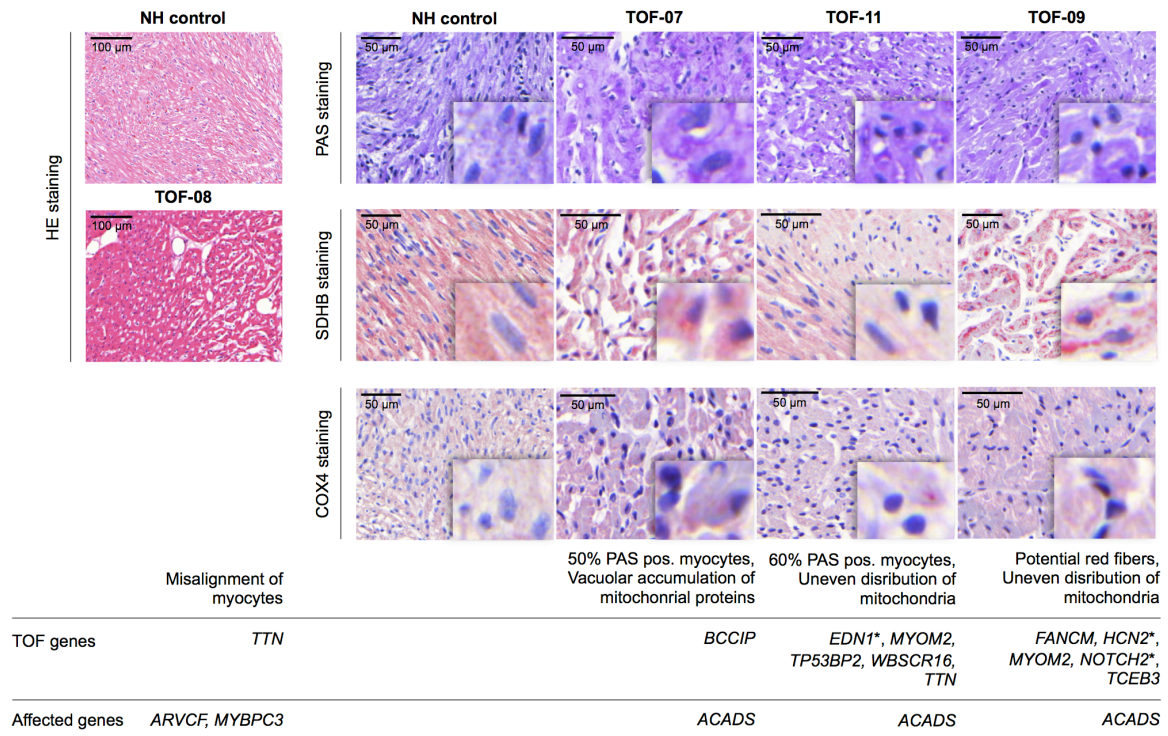 NH control
NH control
TOF-07
TOF-11
TOF-09
HE staining
100 µm
TOF-08
100 µm
PAS staining
50 µm
50 µm
50 µm
50 µm
SDHB staining
50 µm
50 µm
50 µm
50 µm
COX4 staining
50 µm
50 µm
50 µm
50 µm
Misalignment of
myocytes
50% PAS pos. myocytes,
Vacuolar accumulation of
mitochnrial proteins
60% PAS pos. myocytes,
Uneven disribution of
mitochondria
Potential red fibers,
Uneven disribution of
mitochondria
TOF genes
TTN
BCCIP
EDN1*, MYOM2,
TP53BP2, WBSCR16,
TTN
FANCM, HCN2*,
MYOM2, NOTCH2*,
TCEB3
Affected genes
ARVCF, MYBPC3
ACADS
ACADS
ACADS